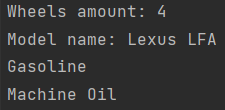 Wheels amount: 4
Model name: Lexus LFA
Gasoline
Machine Oil